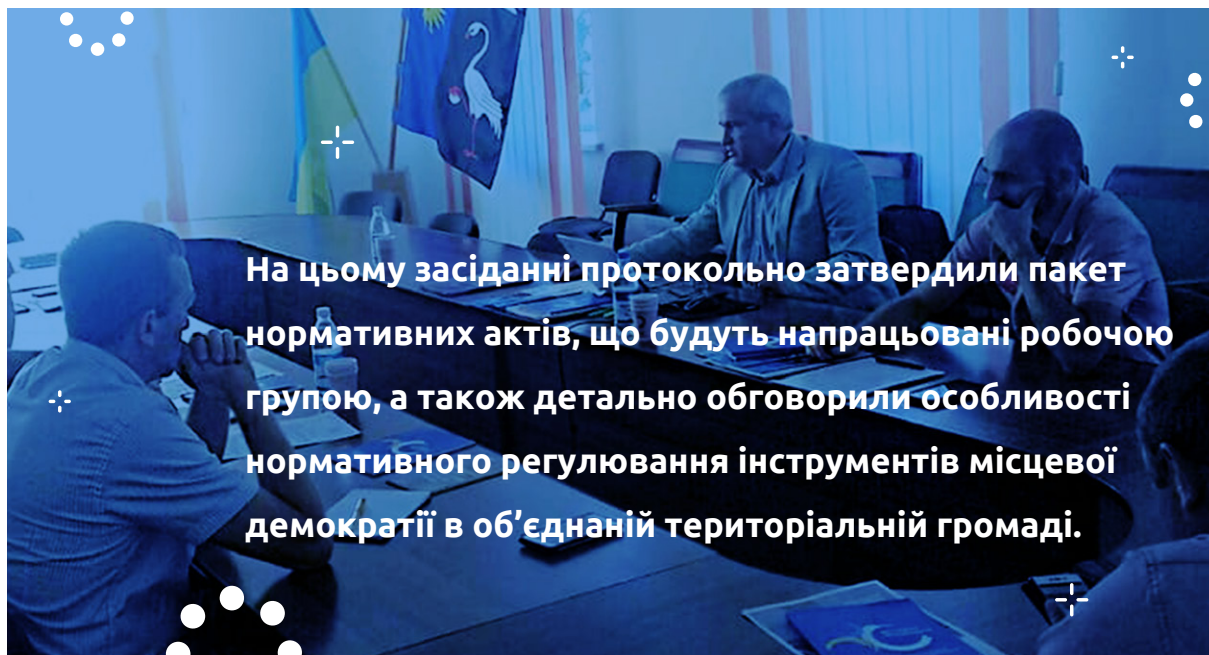 На цьому засіданні протокольно затвердили пакет
нормативних актів, що будуть напрацьовані робочою
групою, а також детально обговорили особливості
нормативного регулювання інструментів місцевої
демократії в об’єднаній територіальній громаді.